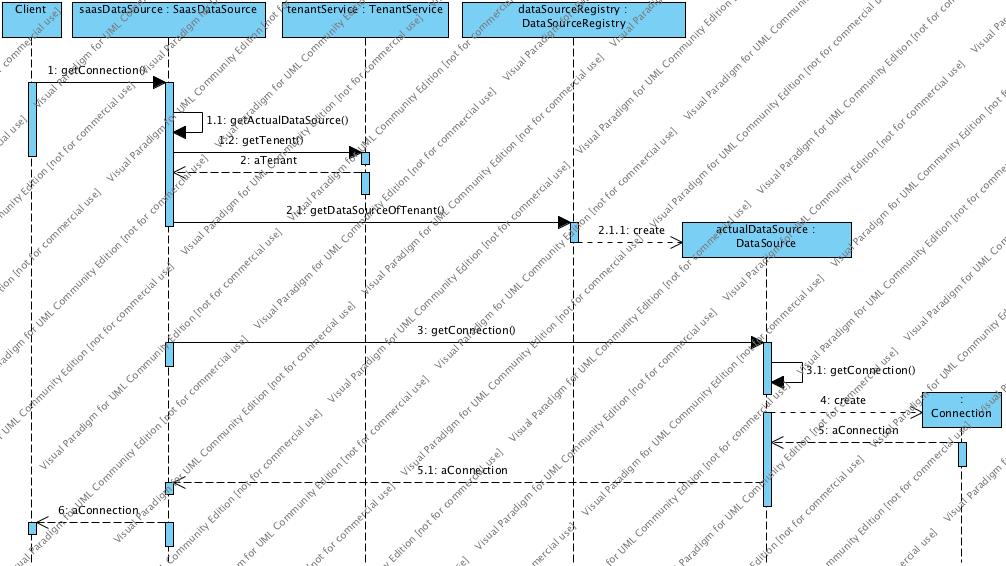 Client
saasDataSource : SaasDataSource
tenantService : TenantService
dataSourceRegistry :
DataSourceRegistry
1: getConnection()
1.1: getActualDataSource()
1.2: getTenent()
2: aTenant
2.1: getDataSourceOfTenant()
2.1.1: create
actualDataSource :
DataSource
3: getConnection()
3.1: getConnection()
4: create
:
Connection
5: aConnection
5.1: aConnection
6: aConnection
Visual Paradigm for UML Community Edition [not for commercial use]